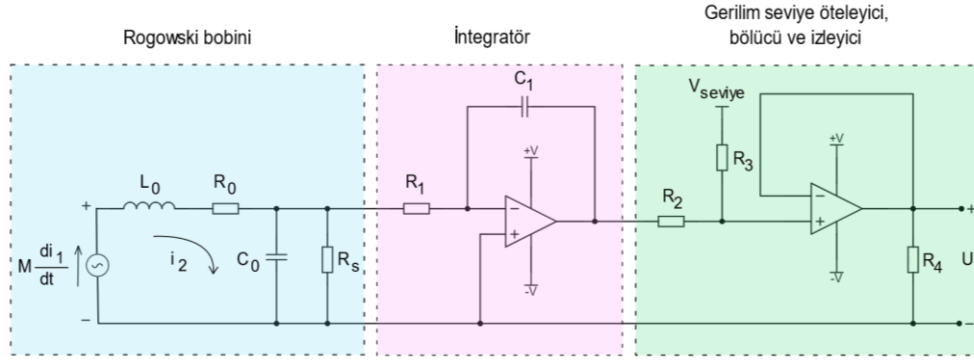 Rogowski bobini
İntegratör
Gerilim seviye öteleyici,
bölücü ve izleyici
C1
Vseviye
+V
+V
L0
R0
R1
R2
R3
+
−
−
+
+
+
M di1
dt
i2
C0
Rs
+
R4
U
-V
-V
−
−